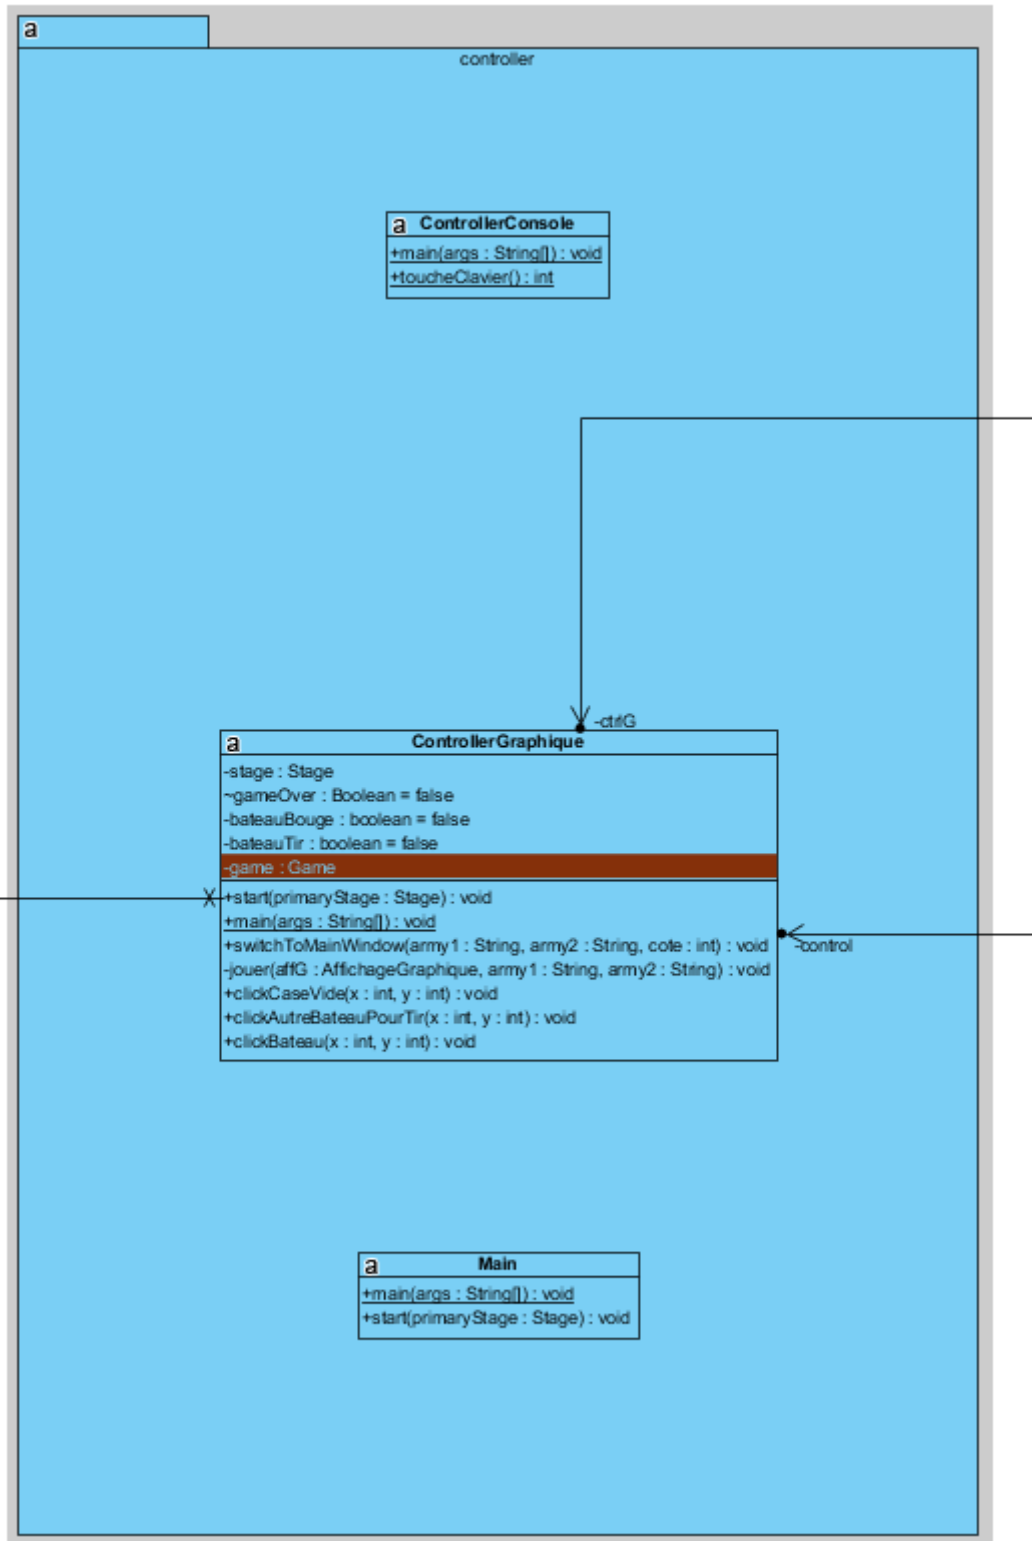 a
controller
a ControllerConsole
+main(args : String[]) : void
+toucheClavier() : int
-ctrlG
a ControllerGraphique
-stage : Stage
~gameOver : Boolean = false
-bateauBouge : boolean = false
-bateauTir : boolean = false
-game : Game
+start(primaryStage : Stage) : void
+main(args : String[]) : void
+switchToMainWindow(army1 : String, army2 : String, cote : int) : void
-control
-jouer(affG : AffichageGraphique, army1 : String, army2 : String) : void
+clickCaseVide(x : int, y : int) : void
+clickAutreBateauPourTir(x : int, y : int) : void
+clickBateau(x : int, y : int) : void
a Main
+main(args : String[]) : void
+start(primaryStage : Stage) : void